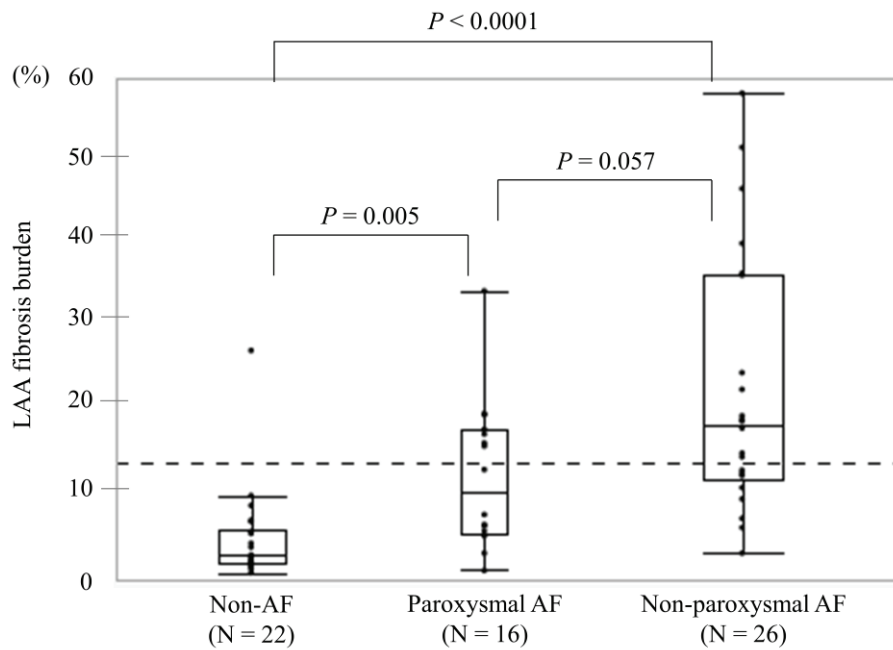 P < 0.0001
(%)
60
50
P = 0.057
P = 0.005
40
30
20
10
0
LAA fibrosis burden
Non-AF
(N = 22)
Paroxysmal AF
(N = 16)
Non-paroxysmal AF
(N = 26)